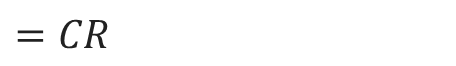 = CR